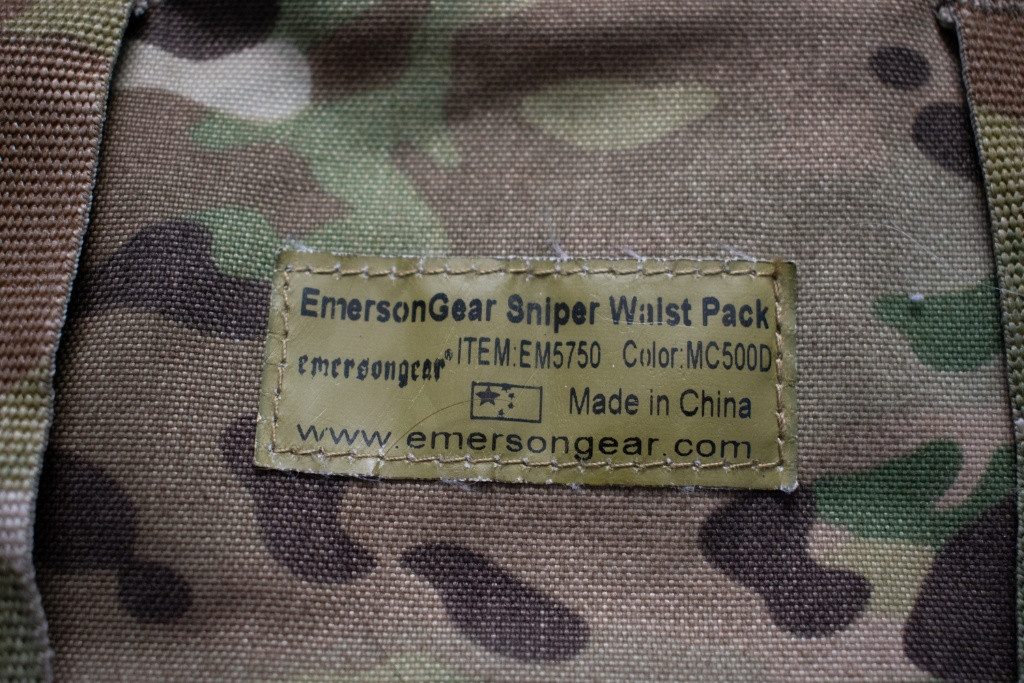 EmersonGear Sniper Waist Pack
emersongear® ITEM:EM5750 Color:MC500D
Made in China
www.emersongear.com